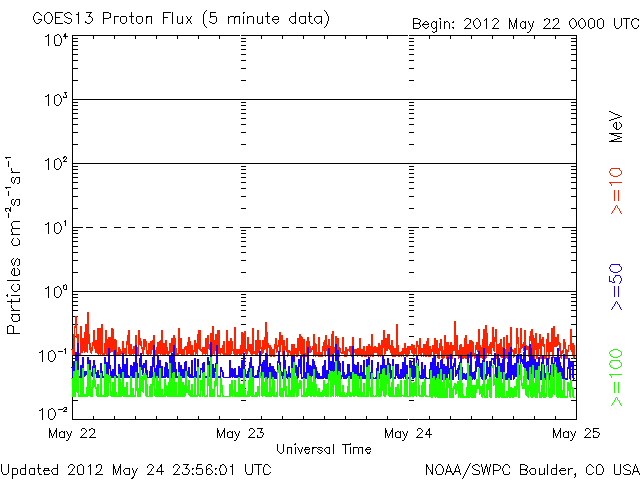 GOES13 Proton Flux (5 minute data)
Begin: 2012 May 22 0000 UTC
Particles cm⁻²s⁻¹sr⁻¹
10⁴
10³
10²
10¹
10⁰
10⁻¹
10⁻²
May 22
May 23
May 24
May 25
Universal Time
MeV
>=10
>=50
>=100
Updated 2012 May 24 23:56:01 UTC
NOAA/SWPC Boulder, CO USA